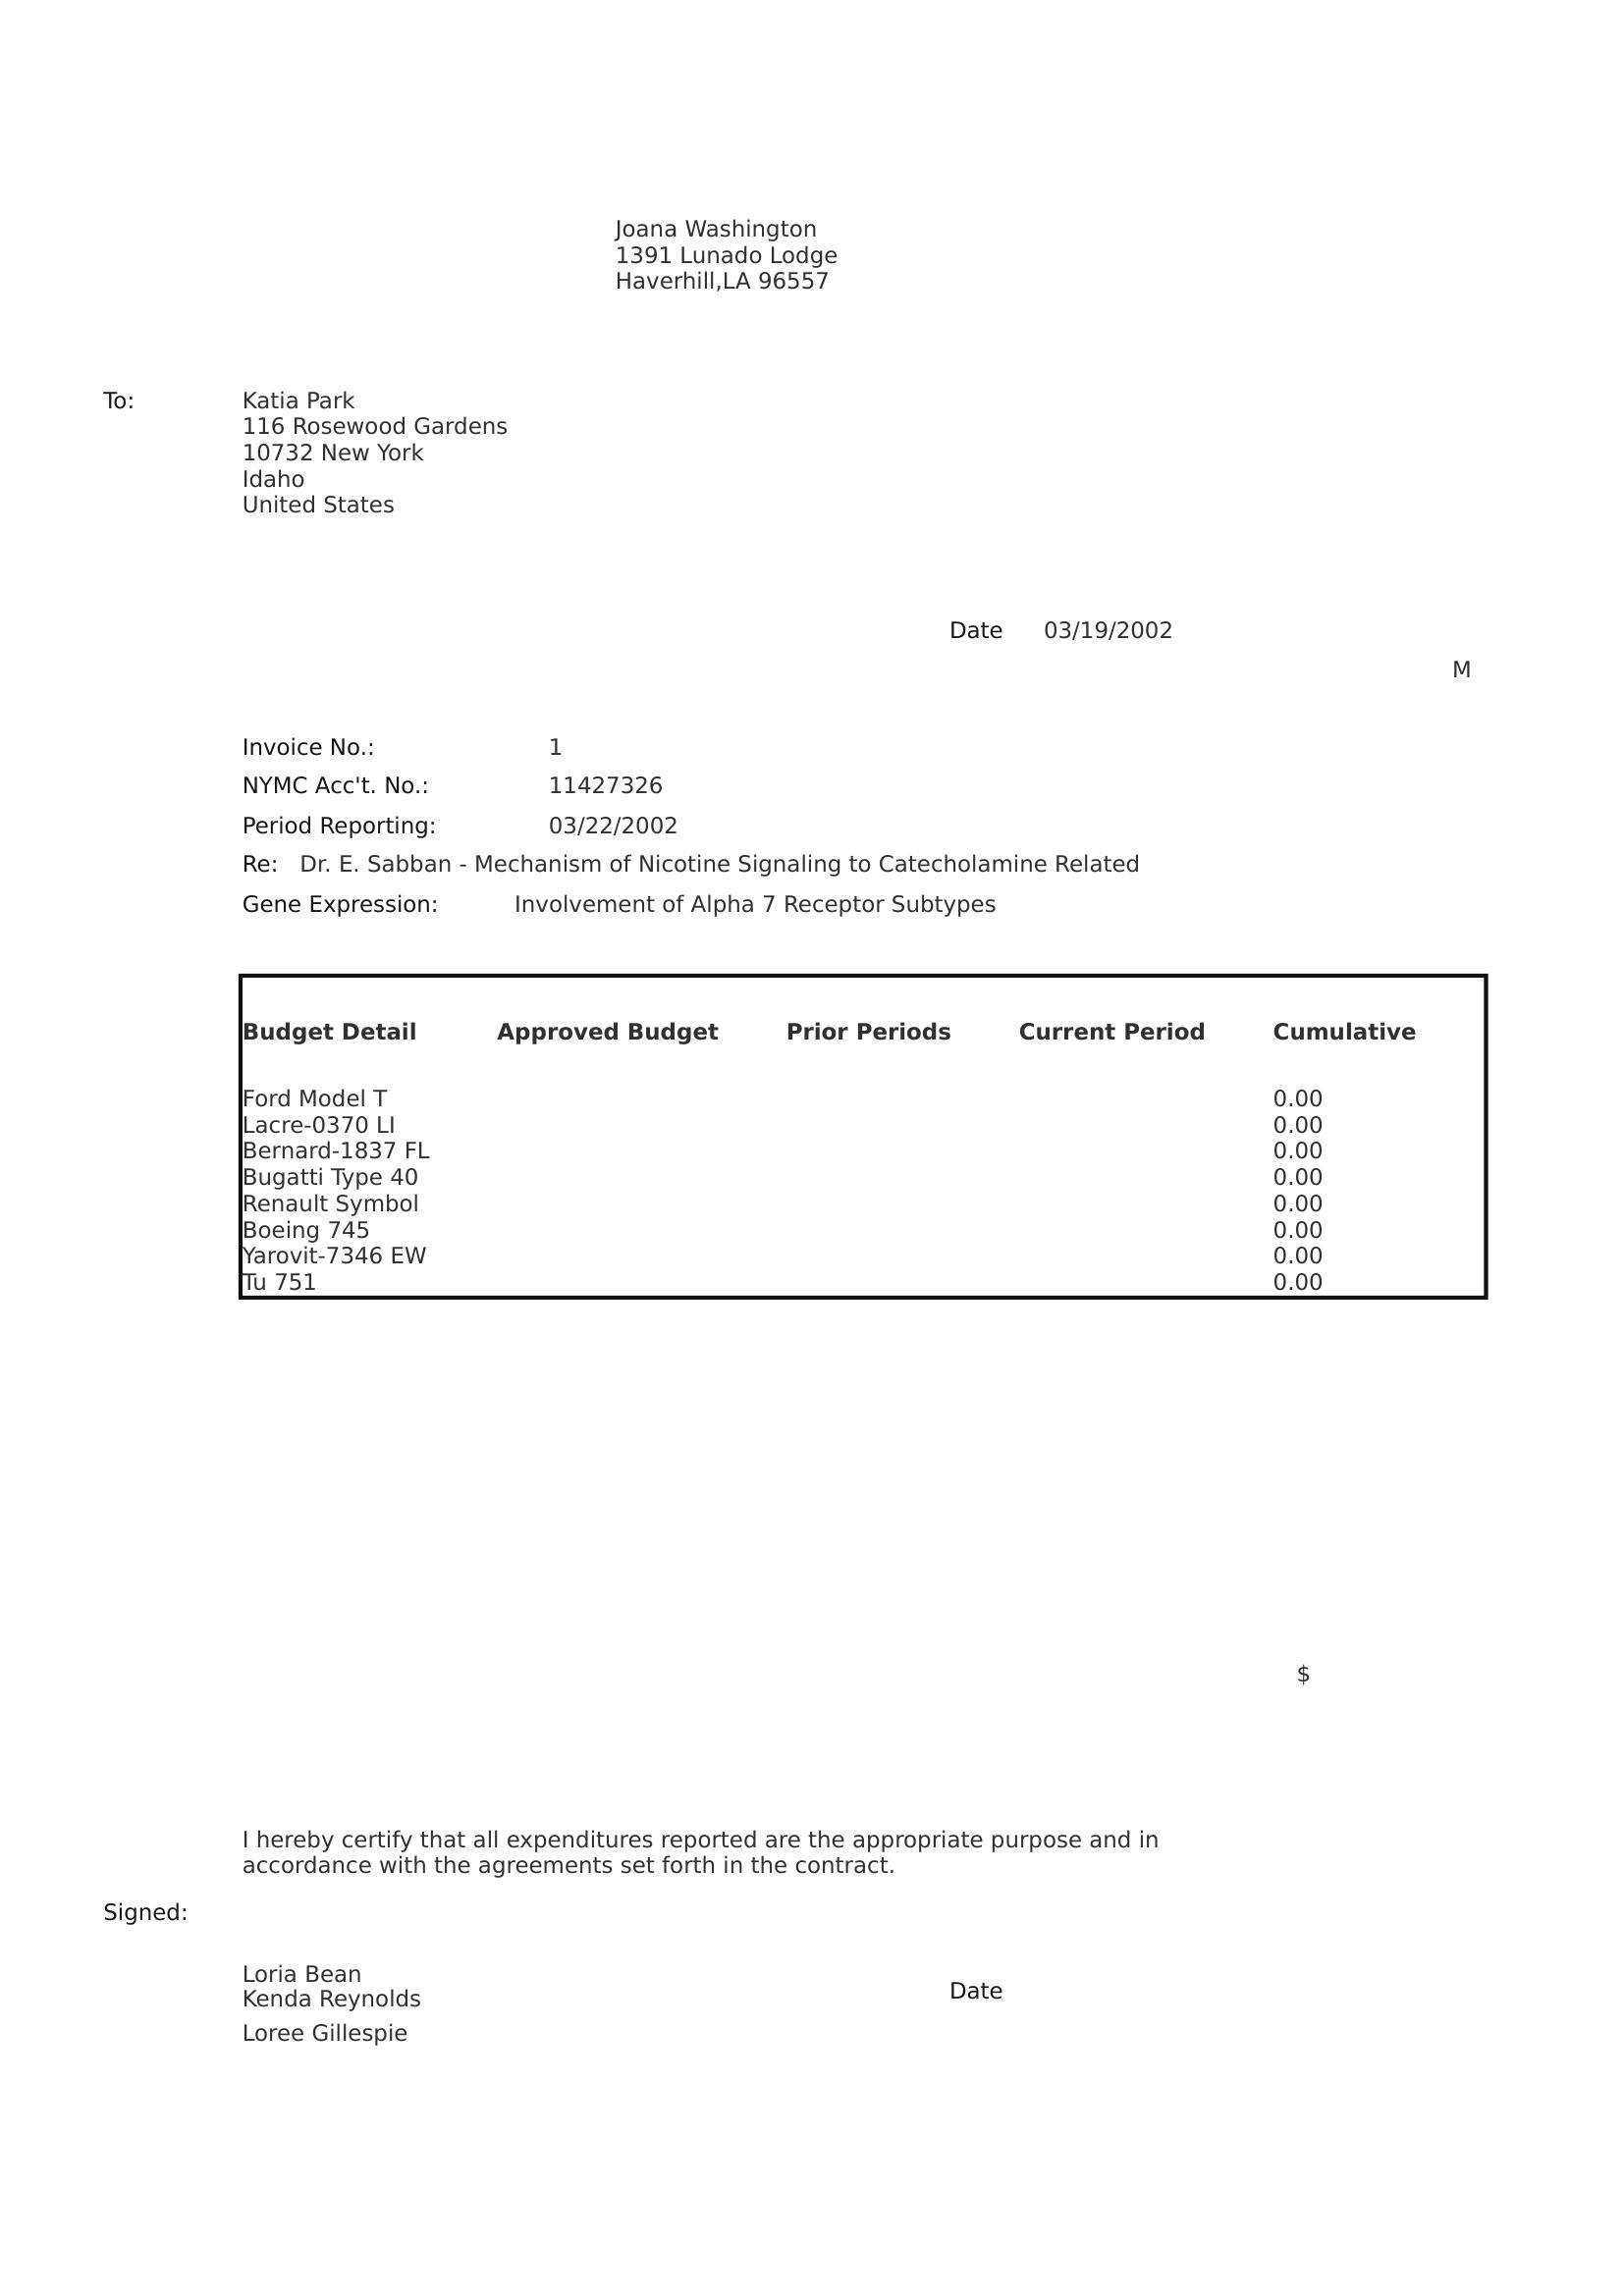 Joana Washington
1391 Lunado Lodge
Haverhill,LA 96557
To: Katia Park
116 Rosewood Gardens
10732 New York
Idaho
United States
Date 03/19/2002
M
Invoice No.: 1
NYMC Acc't. No.: 11427326
Period Reporting: 03/22/2002
Re: Dr. E. Sabban - Mechanism of Nicotine Signaling to Catecholamine Related
Gene Expression: Involvement of Alpha 7 Receptor Subtypes
Budget Detail Approved Budget Prior Periods Current Period Cumulative
Ford Model T 0.00
Lacre-0370 LI 0.00
Bernard-1837 FL 0.00
Bugatti Type 40 0.00
Renault Symbol 0.00
Boeing 745 0.00
Yarovit-7346 EW 0.00
Tu 751 0.00
$
I hereby certify that all expenditures reported are the appropriate purpose and in
accordance with the agreements set forth in the contract.
Signed:
Loria Bean
Kenda Reynolds
Date
Loree Gillespie